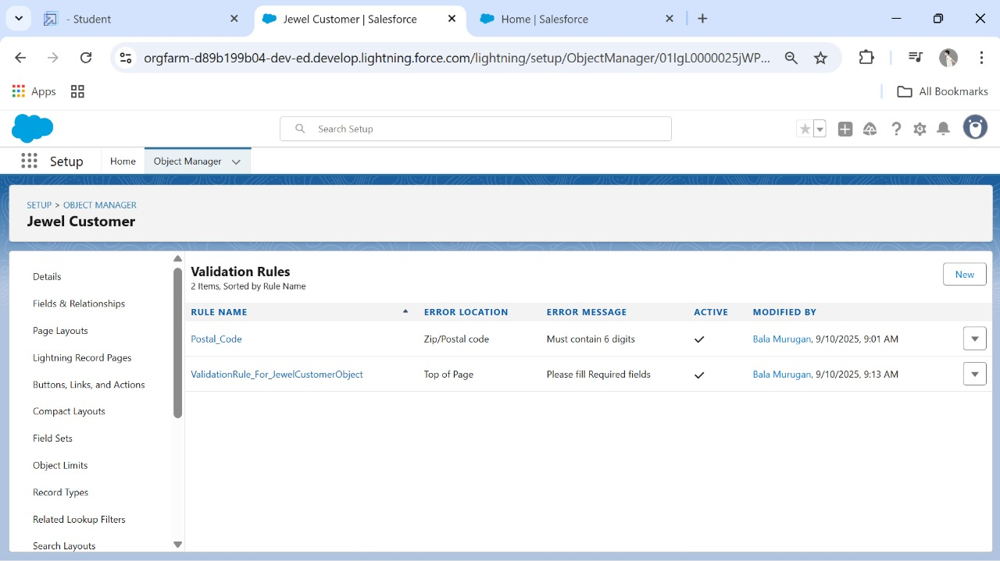 - Student
Jewel Customer | Salesforce
Home | Salesforce
orgfarm-d89b199b04-dev-ed.develop.lightning.force.com/lightning/setup/ObjectManager/01IgL0000025jWP...
Apps
All Bookmarks
Search Setup
Setup
Home
Object Manager
SETUP > OBJECT MANAGER
Jewel Customer
Details
Fields & Relationships
Page Layouts
Lightning Record Pages
Buttons, Links, and Actions
Compact Layouts
Field Sets
Object Limits
Record Types
Related Lookup Filters
Search Layouts
Validation Rules
2 Items, Sorted by Rule Name
New
RULE NAME ERROR LOCATION ERROR MESSAGE ACTIVE MODIFIED BY
Postal_Code Zip/Postal code Must contain 6 digits Bala Murugan, 9/10/2025, 9:01 AM
ValidationRule_For_JewelCustomerObject Top of Page Please fill Required fields Bala Murugan, 9/10/2025, 9:13 AM